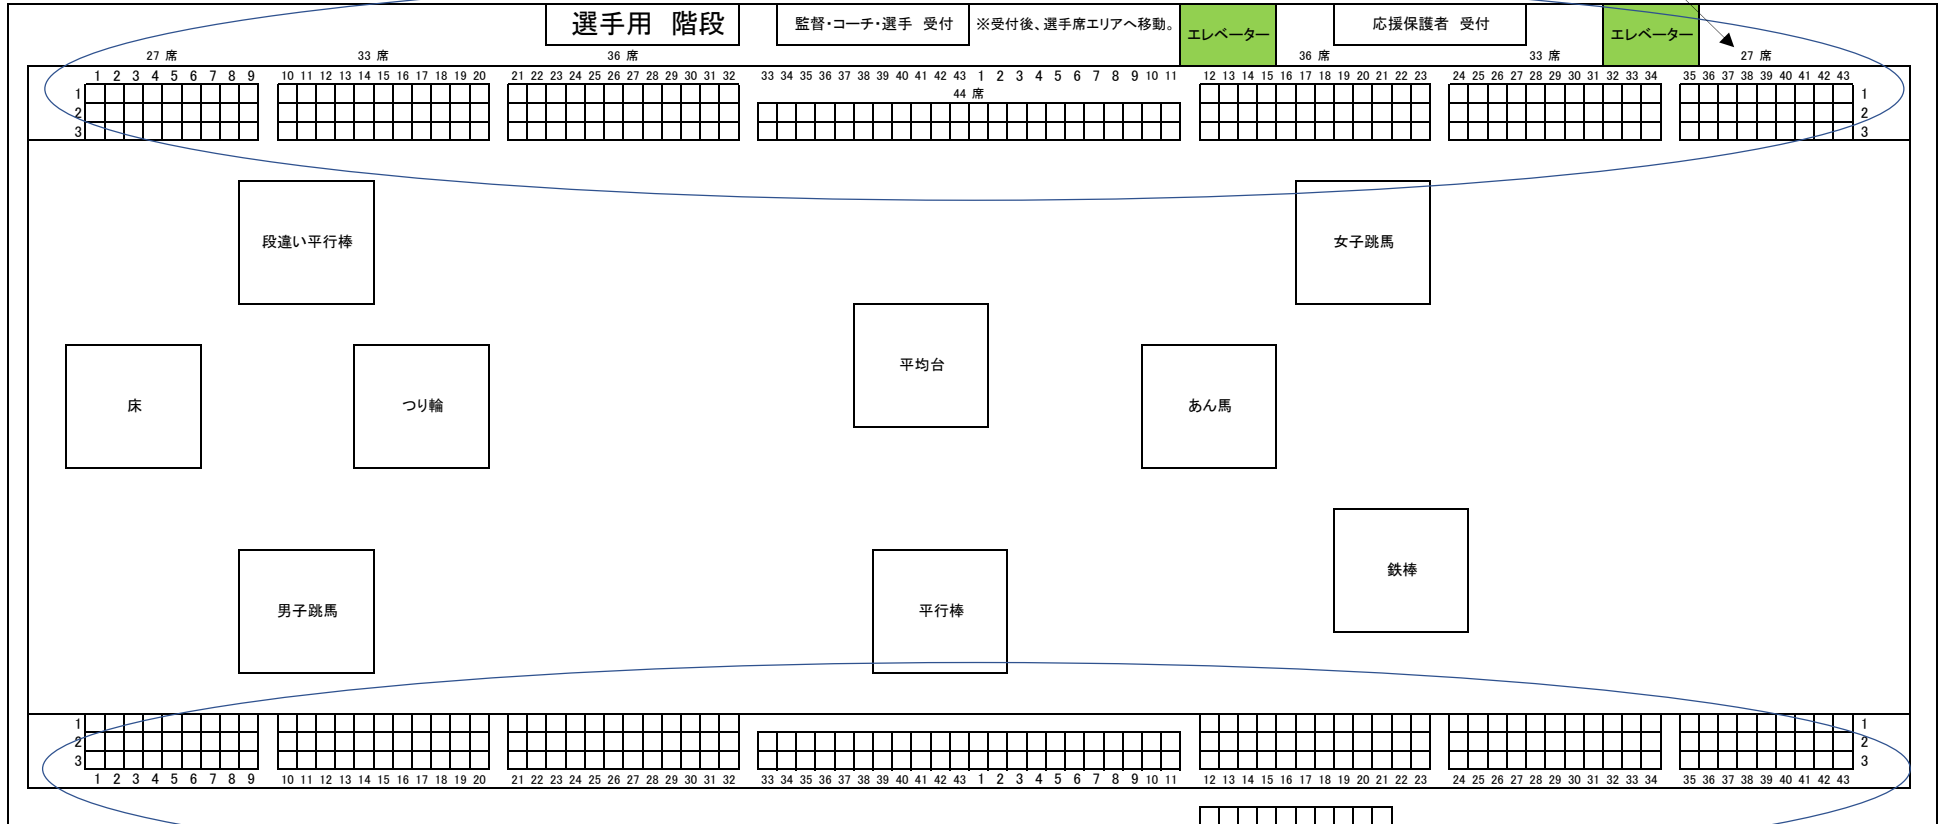 選手用　階段
監督・コーチ・選手　受付
※受付後、選手席エリアへ移動。
エレベーター
応援保護者　受付
エレベーター
27 席
33 席
36 席
36 席
33 席
27 席
1 2 3 4 5 6 7 8 9 10 11 12 13 14 15 16 17 18 19 20 21 22 23 24 25 26 27 28 29 30 31 32 33 34 35 36 37 38 39 40 41 42 43 1 2 3 4 5 6 7 8 9 10 11 12 13 14 15 16 17 18 19 20 21 22 23 24 25 26 27 28 29 30 31 32 33 34 35 36 37 38 39 40 41 42 43
44 席
1 1
2 2
3 3
段違い平行棒
女子跳馬
平均台
床
つり輪
あん馬
鉄棒
男子跳馬
平行棒
1 1
2 2
3 3
1 2 3 4 5 6 7 8 9 10 11 12 13 14 15 16 17 18 19 20 21 22 23 24 25 26 27 28 29 30 31 32 33 34 35 36 37 38 39 40 41 42 43 1 2 3 4 5 6 7 8 9 10 11 12 13 14 15 16 17 18 19 20 21 22 23 24 25 26 27 28 29 30 31 32 33 34 35 36 37 38 39 40 41 42 43